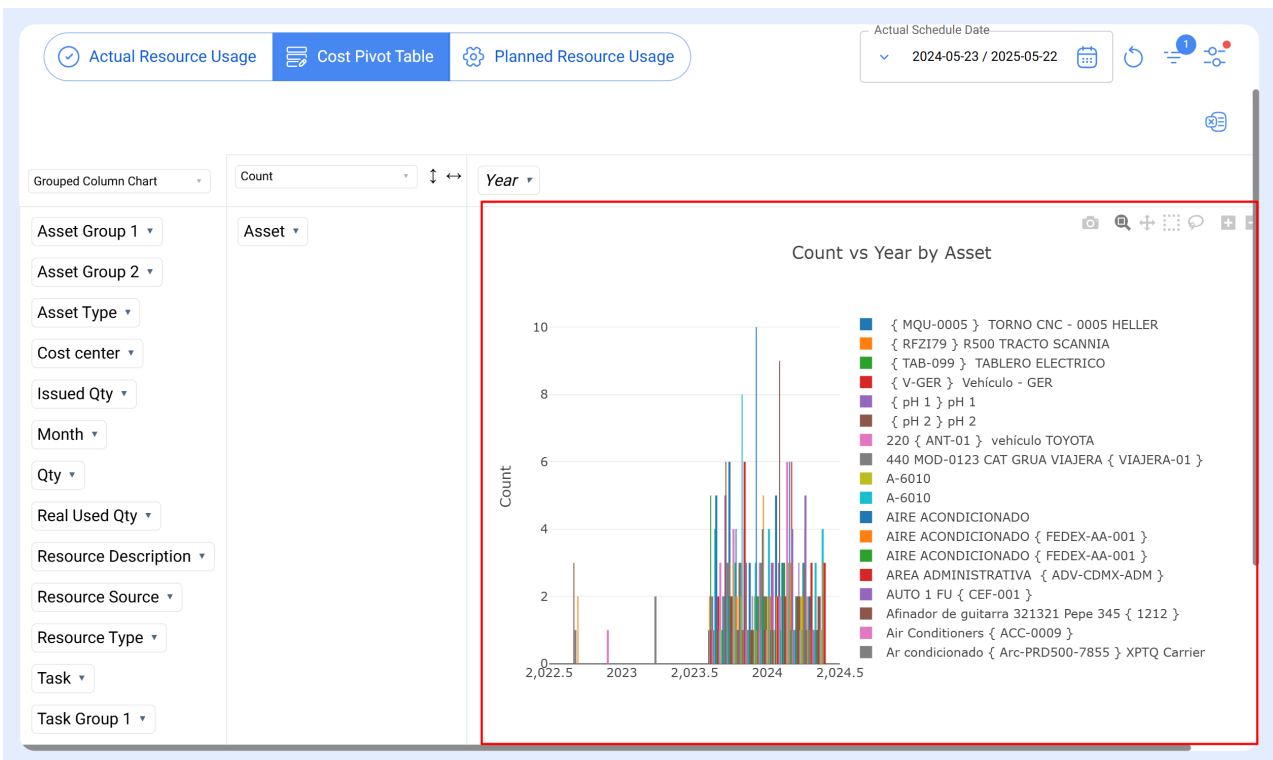 Actual Resource Usage
Cost Pivot Table
Planned Resource Usage
Actual Schedule Date
2024-05-23 / 2025-05-22
1
Grouped Column Chart
Count
Year
Asset Group 1
Asset Group 2
Asset Type
Cost center
Issued Qty
Month
Qty
Real Used Qty
Resource Description
Resource Source
Resource Type
Task
Task Group 1
Asset
Count vs Year by Asset
Count
10
8
6
4
2
0
2,022.5
2023
2,023.5
2024
2,024.5
{ MQU-0005 } TORNO CNC - 0005 HELLER
{ RFZI79 } R500 TRACTO SCANNIA
{ TAB-099 } TABLERO ELECTRICO
{ V-GER } Vehículo - GER
{ pH 1 } pH 1
{ pH 2 } pH 2
220 { ANT-01 } vehículo TOYOTA
440 MOD-0123 CAT GRUA VIAJERA { VIAJERA-01 }
A-6010
A-6010
AIRE ACONDICIONADO
AIRE ACONDICIONADO { FEDEX-AA-001 }
AIRE ACONDICIONADO { FEDEX-AA-001 }
AREA ADMINISTRATIVA { ADV-CDMX-ADM }
AUTO 1 FU { CEF-001 }
Afinador de guitarra 321321 Pepe 345 { 1212 }
Air Conditioners { ACC-0009 }
Ar condicionado { Arc-PRD500-7855 } XPTQ Carrier